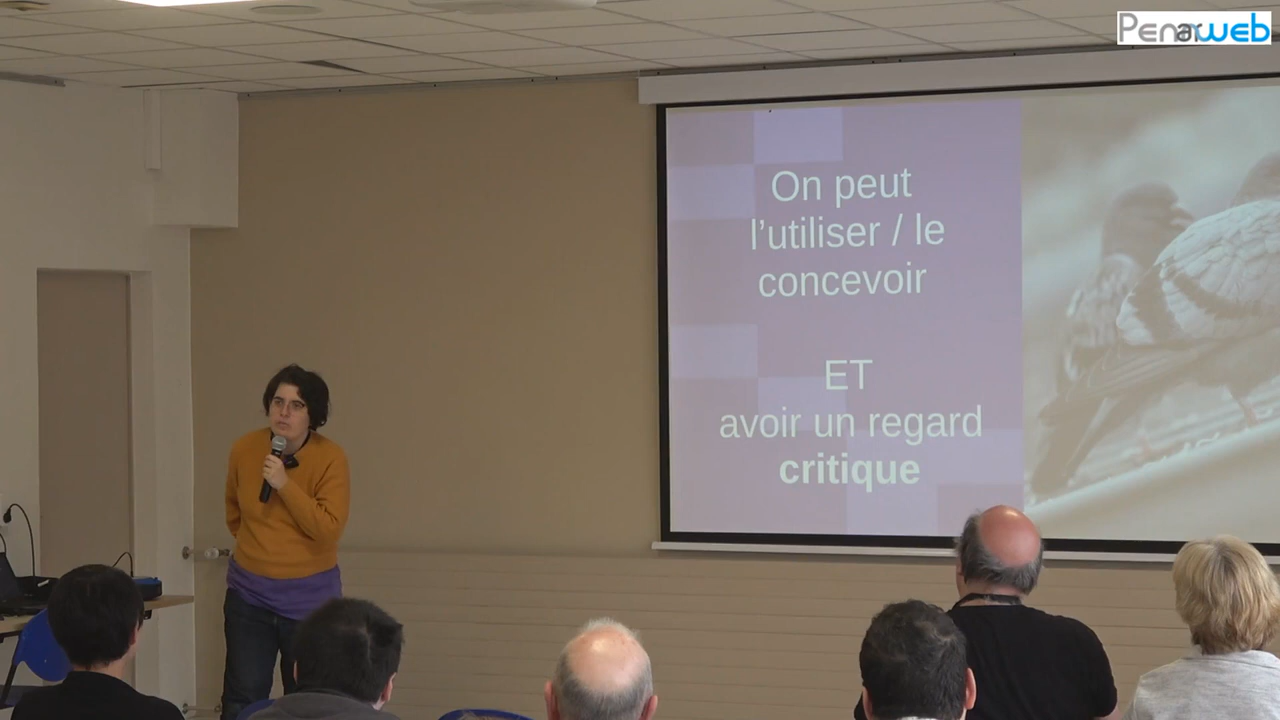 Penarweb
On peut
l’utiliser / le
concevoir
ET
avoir un regard
critique